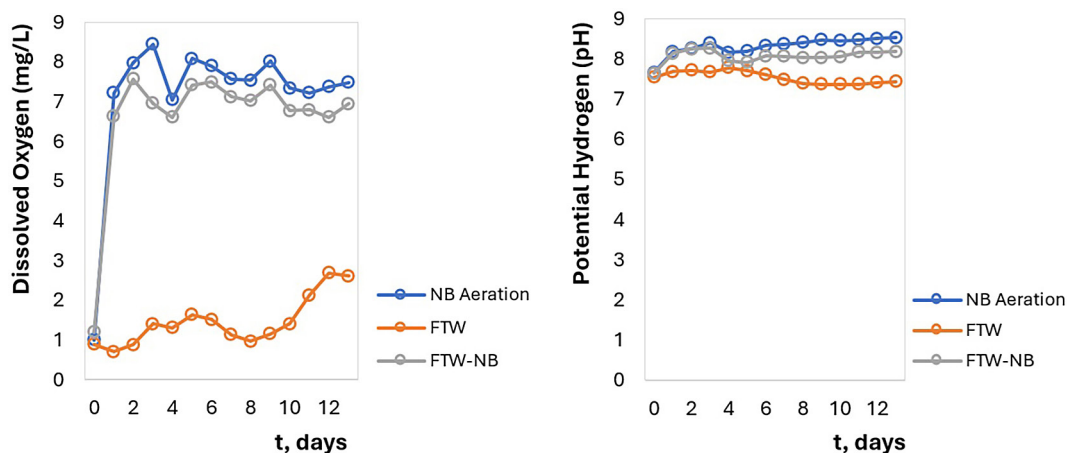 Dissolved Oxygen (mg/L)
9
8
7
6
5
4
3
2
1
0
0 2 4 6 8 10 12
t, days
NB Aeration
FTW
FTW-NB
Potential Hydrogen (pH)
9
8
7
6
5
4
3
2
1
0
0 2 4 6 8 10 12
t, days
NB Aeration
FTW
FTW-NB